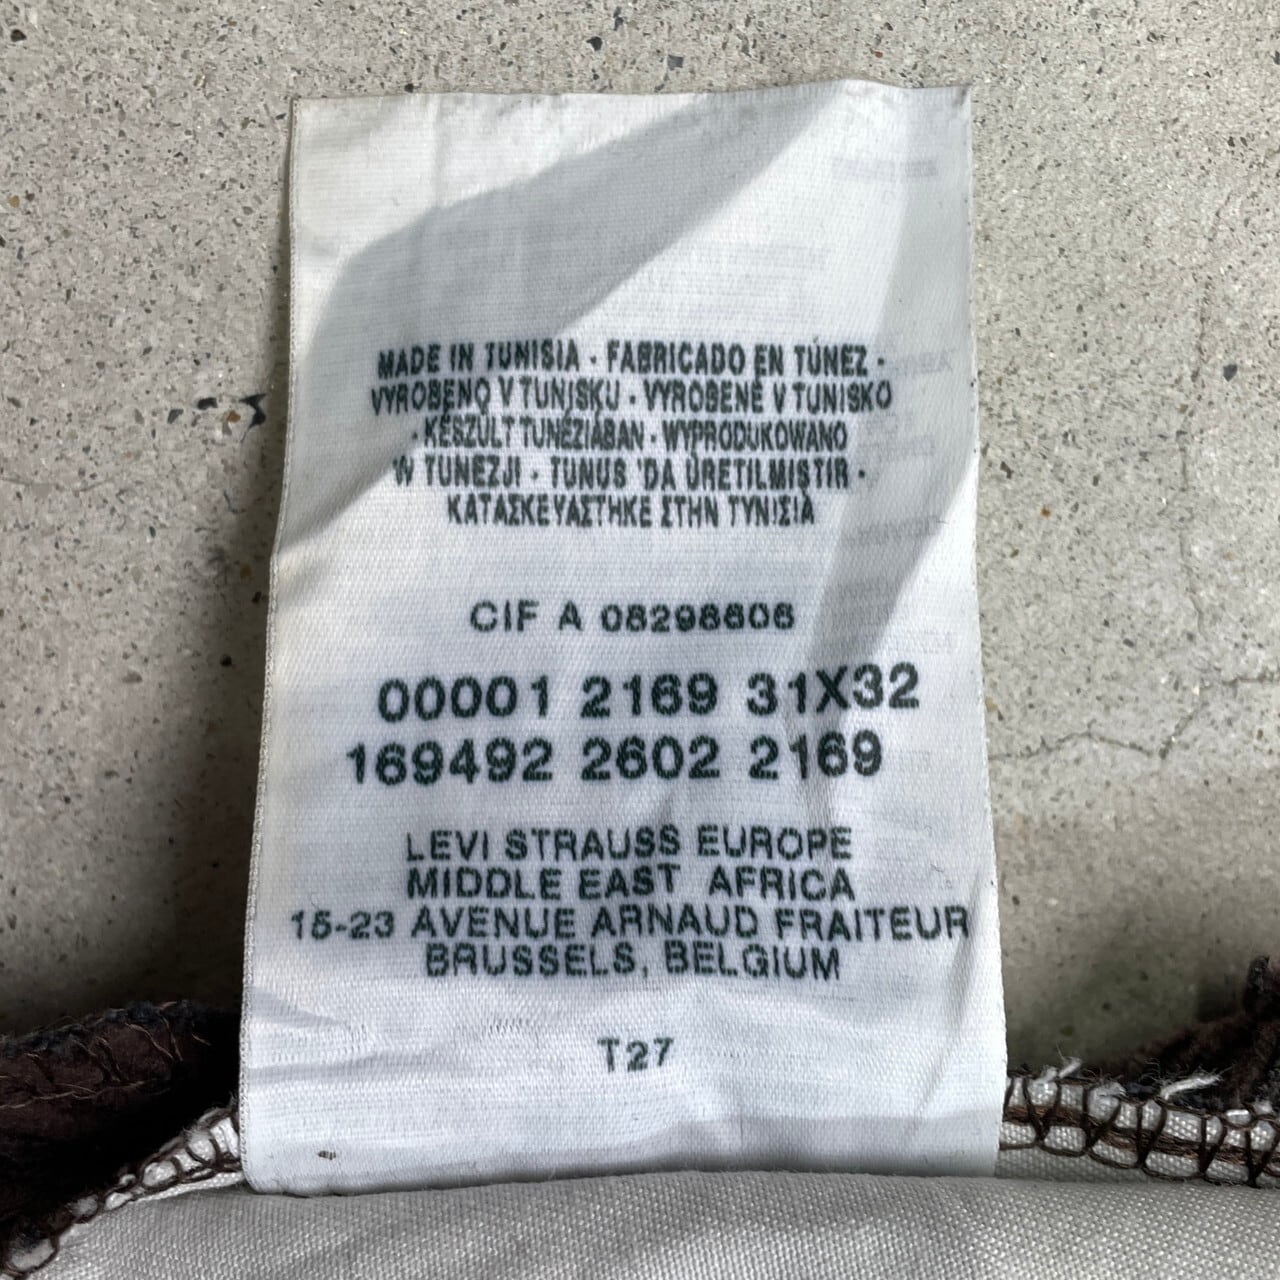 MADE IN TUNISIA · FABRICADO EN TÚNEZ ·
VYROBENO V TUNISKU · VYROBENÉ V TUNISKO
· KÉSZÜLT TUNÉZIÁBAN · WYPRODUKOWANO
W TUNEZJI · TUNUS 'DA ÜRETILMISTIR ·
ΚΑΤΑΣΚΕΥΑΣΤΗΚΕ ΣΤΗΝ ΤΥΝΙΣΙΑ
CIF A 08298606
00001 2169 31X32
169492 2602 2169
LEVI STRAUSS EUROPE
MIDDLE EAST AFRICA
15-23 AVENUE ARNAUD FRAITEUR
BRUSSELS, BELGIUM
T27